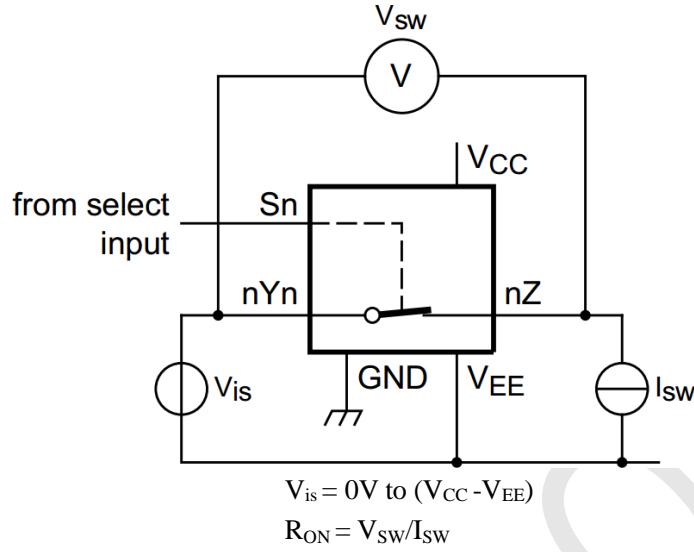 Vsw
V
VCC
from select
input
Sn
nYn
nZ
Vis
GND
VEE
Isw
Vis = 0V to (VCC -VEE)
RON = VSW/ISW